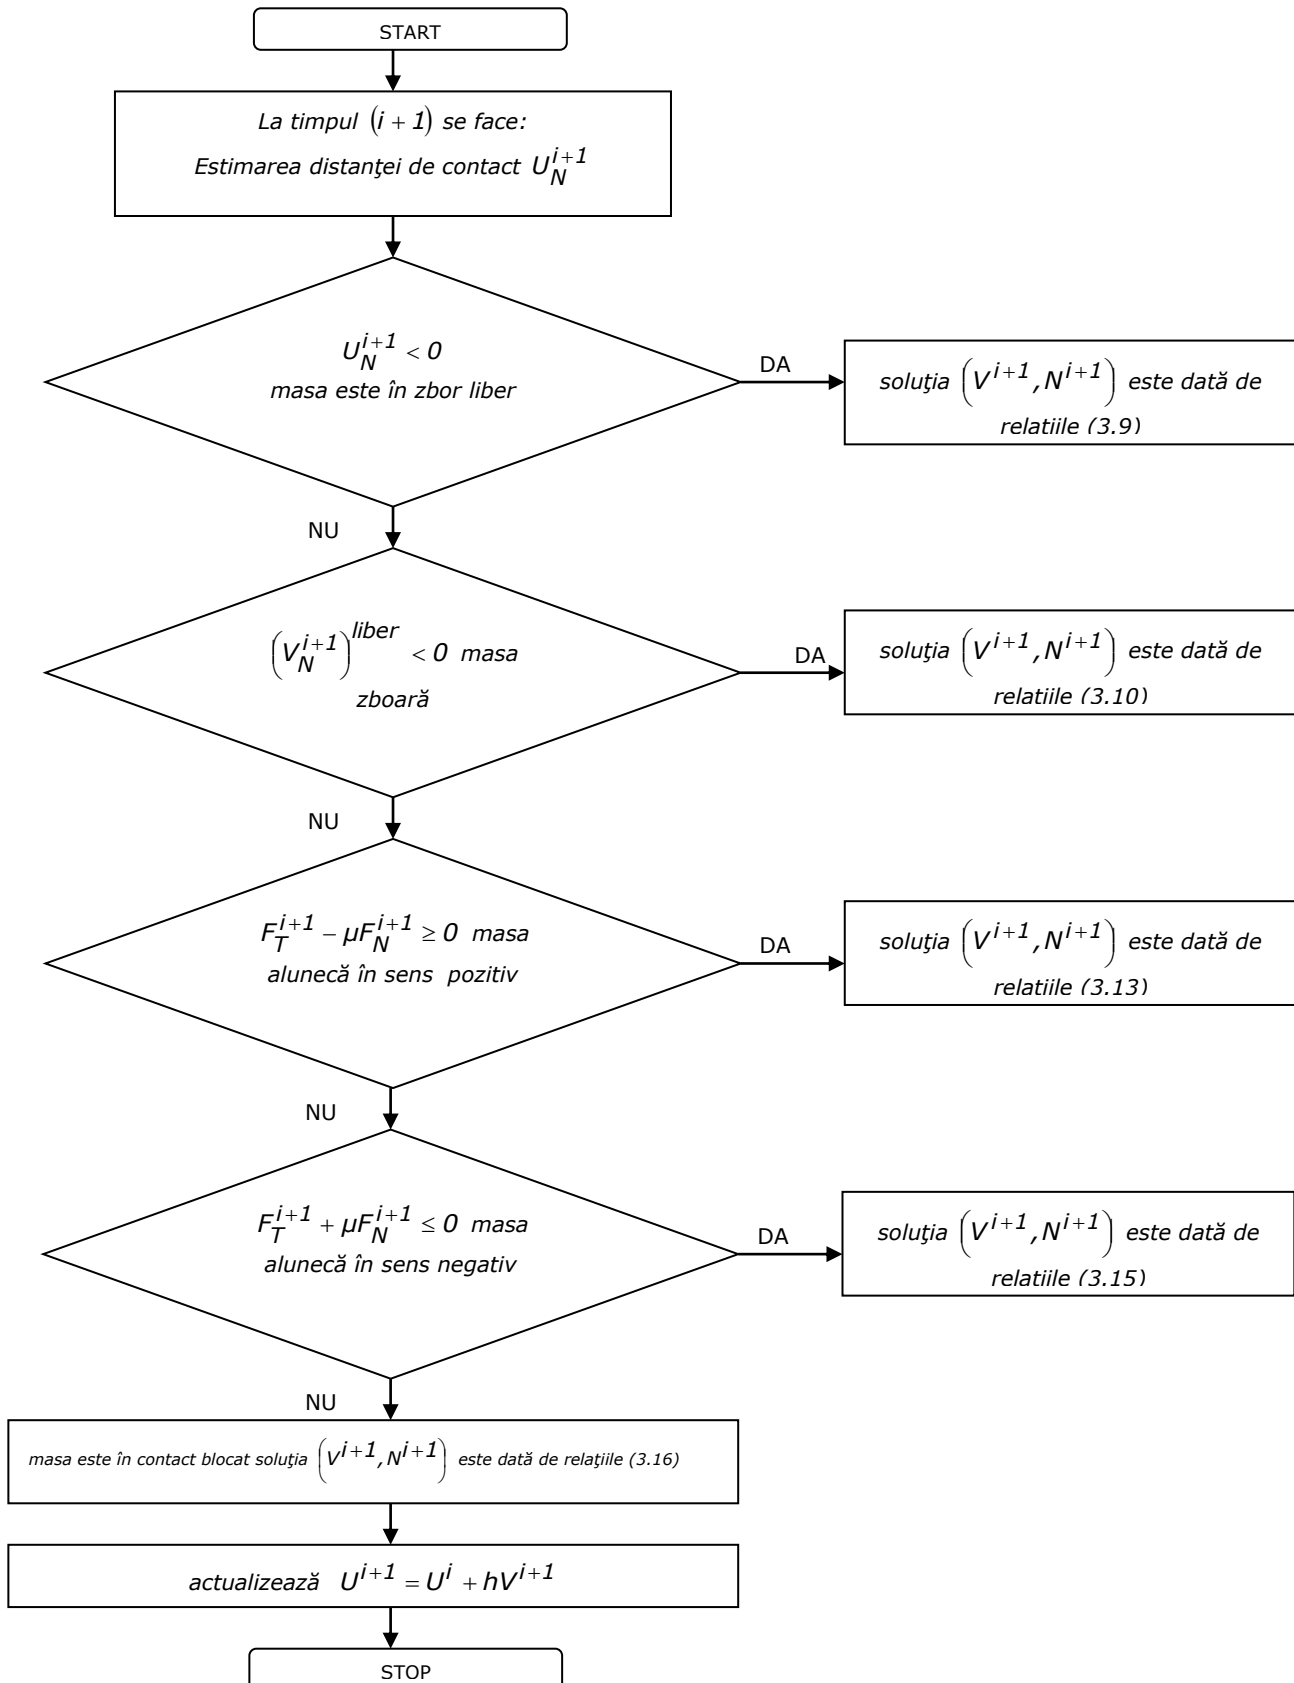 START
La timpul (i + 1) se face:
Estimarea distanţei de contact U_N^{i+1}
U_N^{i+1} < 0
masa este în zbor liber
DA
soluţia (V^{i+1}, N^{i+1}) este dată de
relatiile (3.9)
NU
(V_N^{i+1})^{liber} < 0 masa
zboară
DA
soluţia (V^{i+1}, N^{i+1}) este dată de
relatiile (3.10)
NU
F_T^{i+1} − µF_N^{i+1} ≥ 0 masa
alunecă în sens pozitiv
DA
soluţia (V^{i+1}, N^{i+1}) este dată de
relatiile (3.13)
NU
F_T^{i+1} + µF_N^{i+1} ≤ 0 masa
alunecă în sens negativ
DA
soluţia (V^{i+1}, N^{i+1}) este dată de
relatiile (3.15)
NU
masa este în contact blocat soluţia (V^{i+1}, N^{i+1}) este dată de relaţiile (3.16)
actualizează U^{i+1} = U^i + hV^{i+1}
STOP